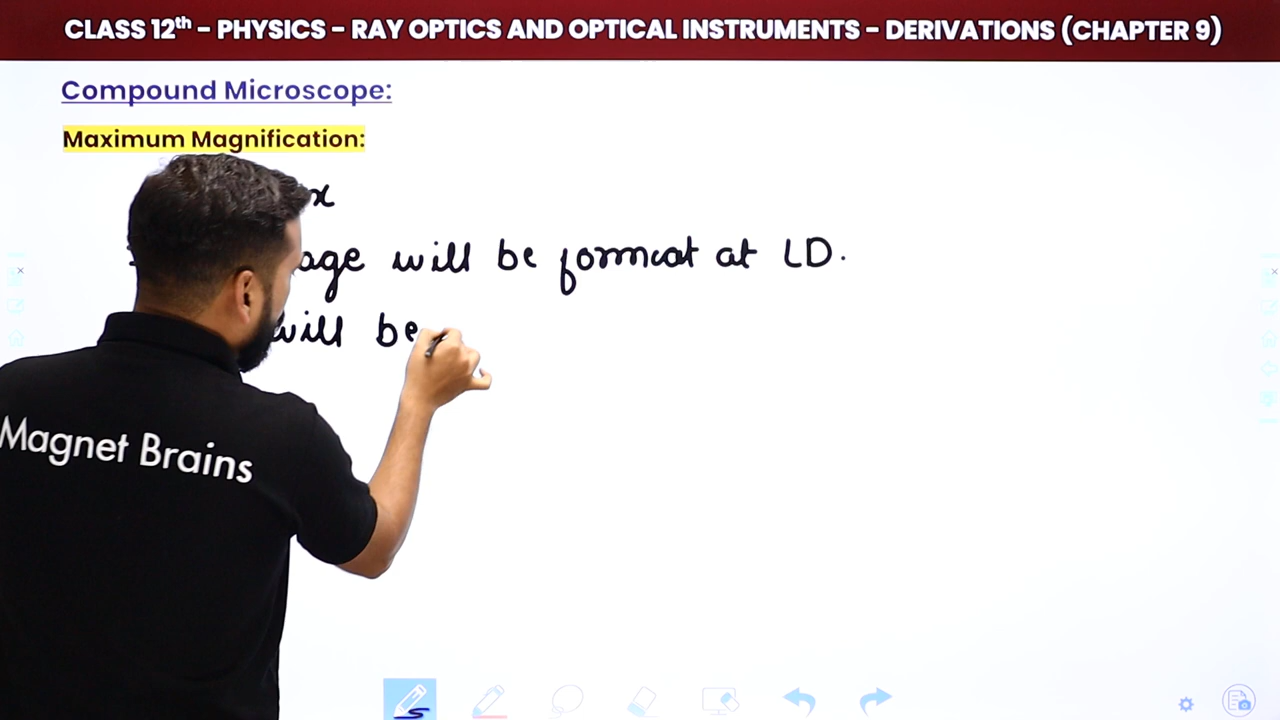 CLASS 12th – PHYSICS – RAY OPTICS AND OPTICAL INSTRUMENTS – DERIVATIONS (CHAPTER 9)
Compound Microscope:
Maximum Magnification:
x
age will be formcat at LD.
will be
Magnet Brains